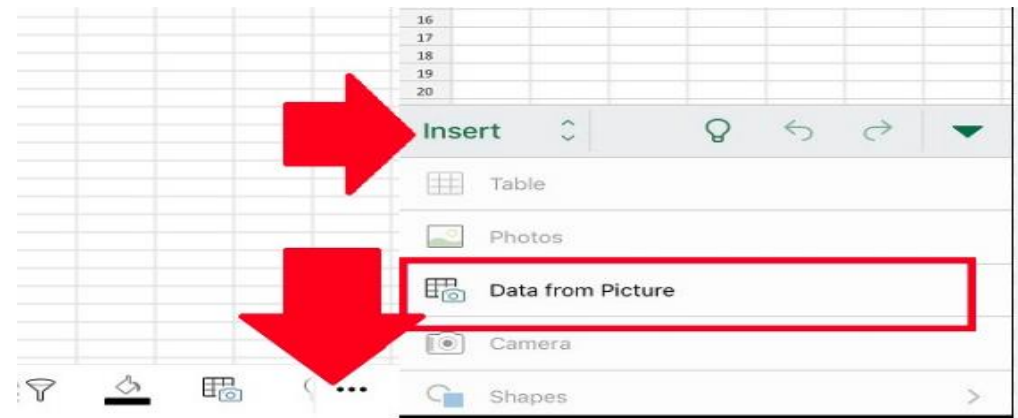 16
17
18
19
20
Insert
Table
Photos
Data from Picture
Camera
Shapes